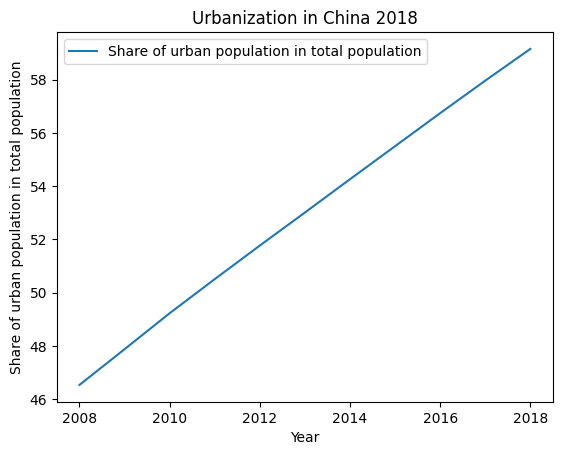 Urbanization in China 2018
Share of urban population in total population
Share of urban population in total population
58
56
54
52
50
48
46
2008 2010 2012 2014 2016 2018
Year